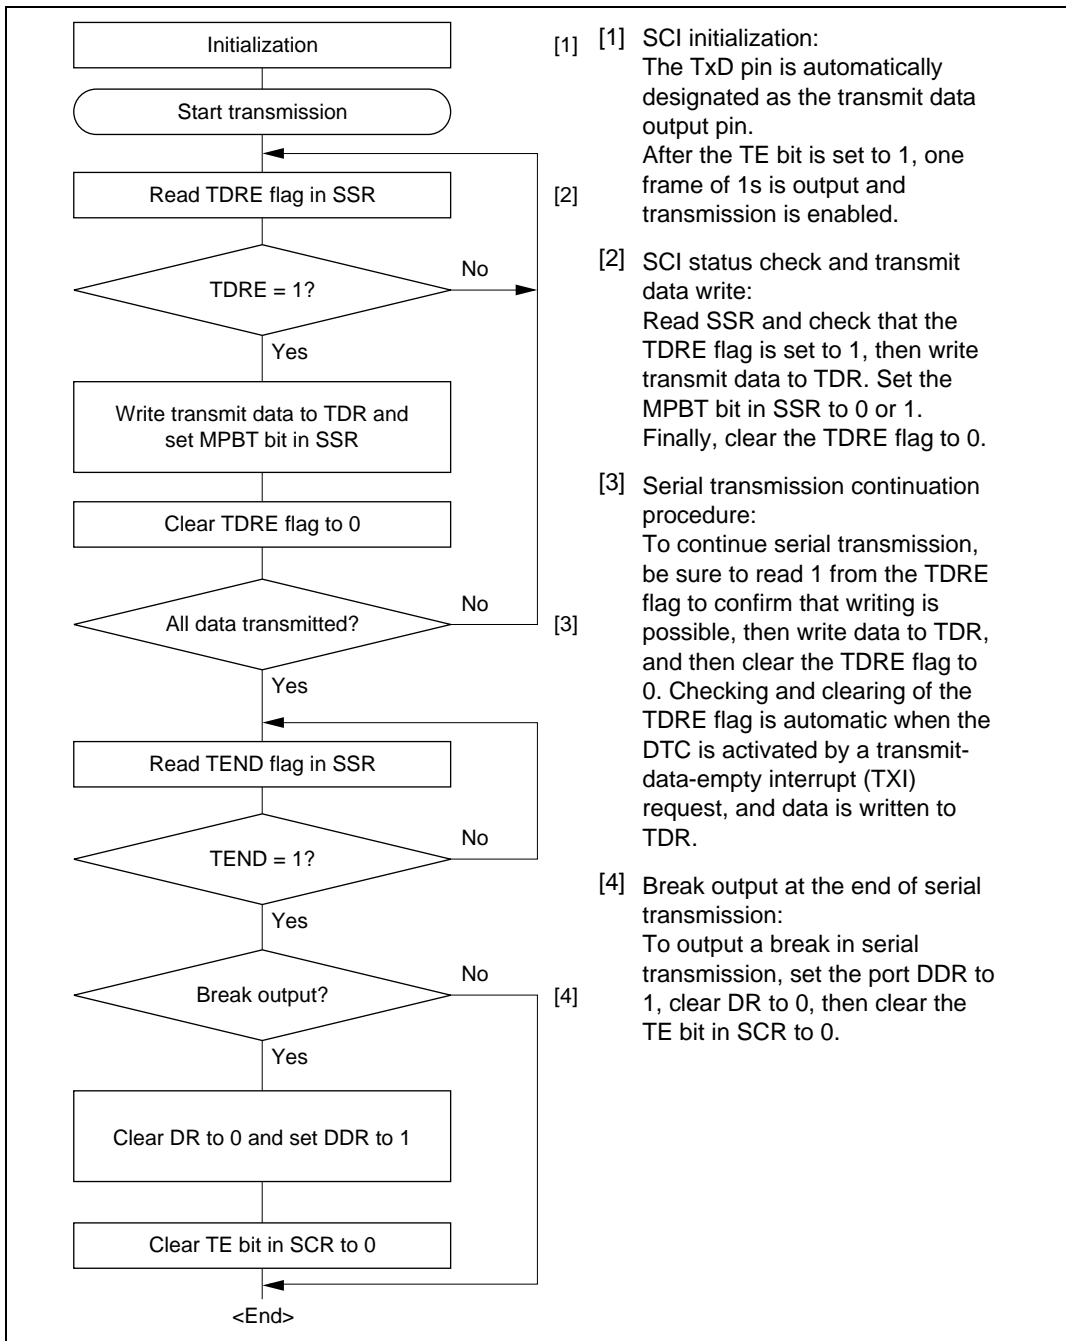 Initialization
[1]
Start transmission
Read TDRE flag in SSR
[2]
TDRE = 1?
No
Yes
Write transmit data to TDR and
set MPBT bit in SSR
Clear TDRE flag to 0
All data transmitted?
No
[3]
Yes
Read TEND flag in SSR
TEND = 1?
No
Yes
Break output?
No
[4]
Yes
Clear DR to 0 and set DDR to 1
Clear TE bit in SCR to 0
<End>
[1] SCI initialization:
The TxD pin is automatically
designated as the transmit data
output pin.
After the TE bit is set to 1, one
frame of 1s is output and
transmission is enabled.
[2] SCI status check and transmit
data write:
Read SSR and check that the
TDRE flag is set to 1, then write
transmit data to TDR. Set the
MPBT bit in SSR to 0 or 1.
Finally, clear the TDRE flag to 0.
[3] Serial transmission continuation
procedure:
To continue serial transmission,
be sure to read 1 from the TDRE
flag to confirm that writing is
possible, then write data to TDR,
and then clear the TDRE flag to
0. Checking and clearing of the
TDRE flag is automatic when the
DTC is activated by a transmit-
data-empty interrupt (TXI)
request, and data is written to
TDR.
[4] Break output at the end of serial
transmission:
To output a break in serial
transmission, set the port DDR to
1, clear DR to 0, then clear the
TE bit in SCR to 0.